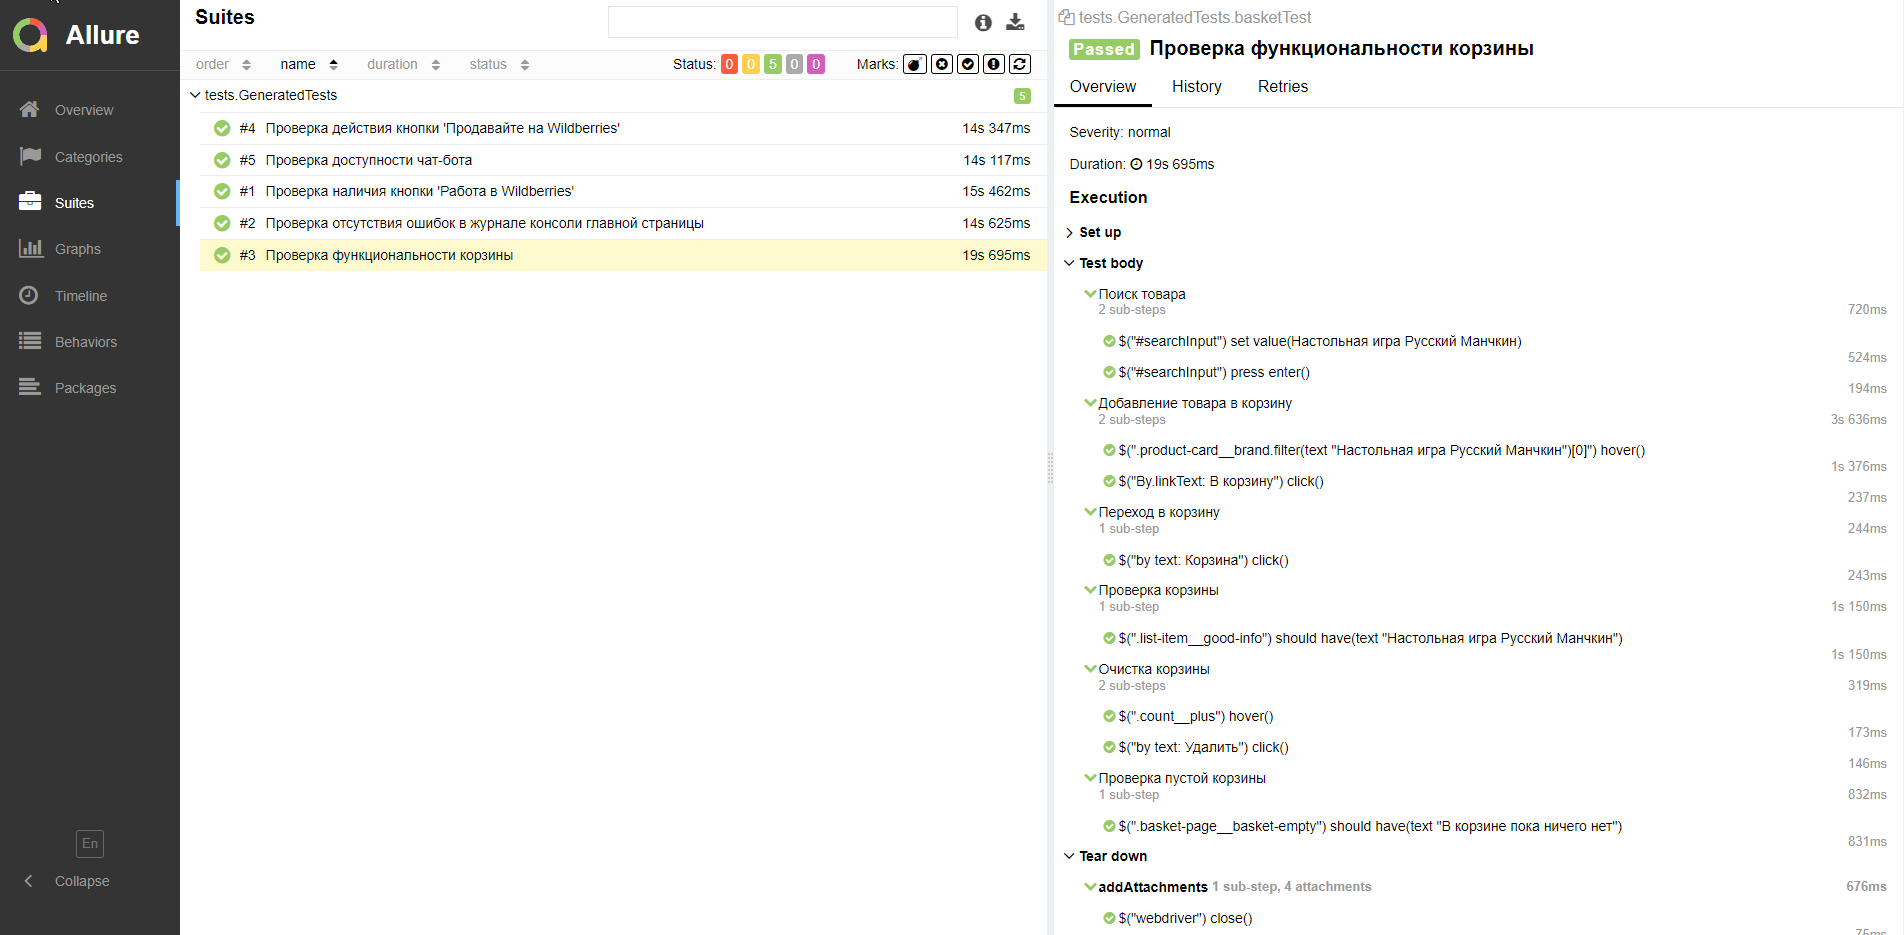 Allure
Overview
Categories
Suites
Graphs
Timeline
Behaviors
Packages
En
Collapse
Suites
order name duration status Status: 0 0 5 0 0 Marks:
tests.GeneratedTests 5
#4 Проверка действия кнопки 'Продавайте на Wildberries' 14s 347ms
#5 Проверка доступности чат-бота 14s 117ms
#1 Проверка наличия кнопки 'Работа в Wildberries' 15s 462ms
#2 Проверка отсутствия ошибок в журнале консоли главной страницы 14s 625ms
#3 Проверка функциональности корзины 19s 695ms
tests.GeneratedTests.basketTest
Passed Проверка функциональности корзины
Overview History Retries
Severity: normal
Duration: 19s 695ms
Execution
Set up
Test body
Поиск товара
2 sub-steps 720ms
$("#searchInput") set value(Настольная игра Русский Манчкин)
524ms
$("#searchInput") press enter()
194ms
Добавление товара в корзину
2 sub-steps 3s 636ms
$(".product-card__brand.filter(text "Настольная игра Русский Манчкин")[0]") hover()
1s 376ms
$("By.linkText: В корзину") click()
237ms
Переход в корзину
1 sub-step 244ms
$("by text: Корзина") click()
243ms
Проверка корзины
1 sub-step 1s 150ms
$(".list-item__good-info") should have(text "Настольная игра Русский Манчкин")
1s 150ms
Очистка корзины
2 sub-steps 319ms
$(".count__plus") hover()
173ms
$("by text: Удалить") click()
146ms
Проверка пустой корзины
1 sub-step 832ms
$(".basket-page__basket-empty") should have(text "В корзине пока ничего нет")
831ms
Tear down
addAttachments 1 sub-step, 4 attachments 676ms
$("webdriver") close()
75ms